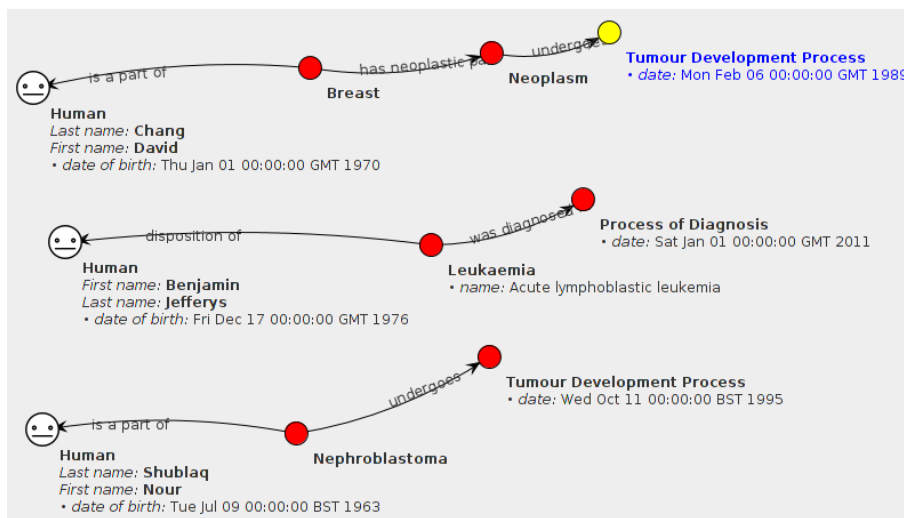 is a part of
has neoplastic pa
undergoes
Breast
Neoplasm
Tumour Development Process
• date: Mon Feb 06 00:00:00 GMT 1989
Human
Last name: Chang
First name: David
• date of birth: Thu Jan 01 00:00:00 GMT 1970
disposition of
was diagnosed
Process of Diagnosis
• date: Sat Jan 01 00:00:00 GMT 2011
Human
First name: Benjamin
Last name: Jefferys
• date of birth: Fri Dec 17 00:00:00 GMT 1976
Leukaemia
• name: Acute lymphoblastic leukemia
undergoes
Tumour Development Process
• date: Wed Oct 11 00:00:00 BST 1995
is a part of
Nephroblastoma
Human
Last name: Shublaq
First name: Nour
• date of birth: Tue Jul 09 00:00:00 BST 1963